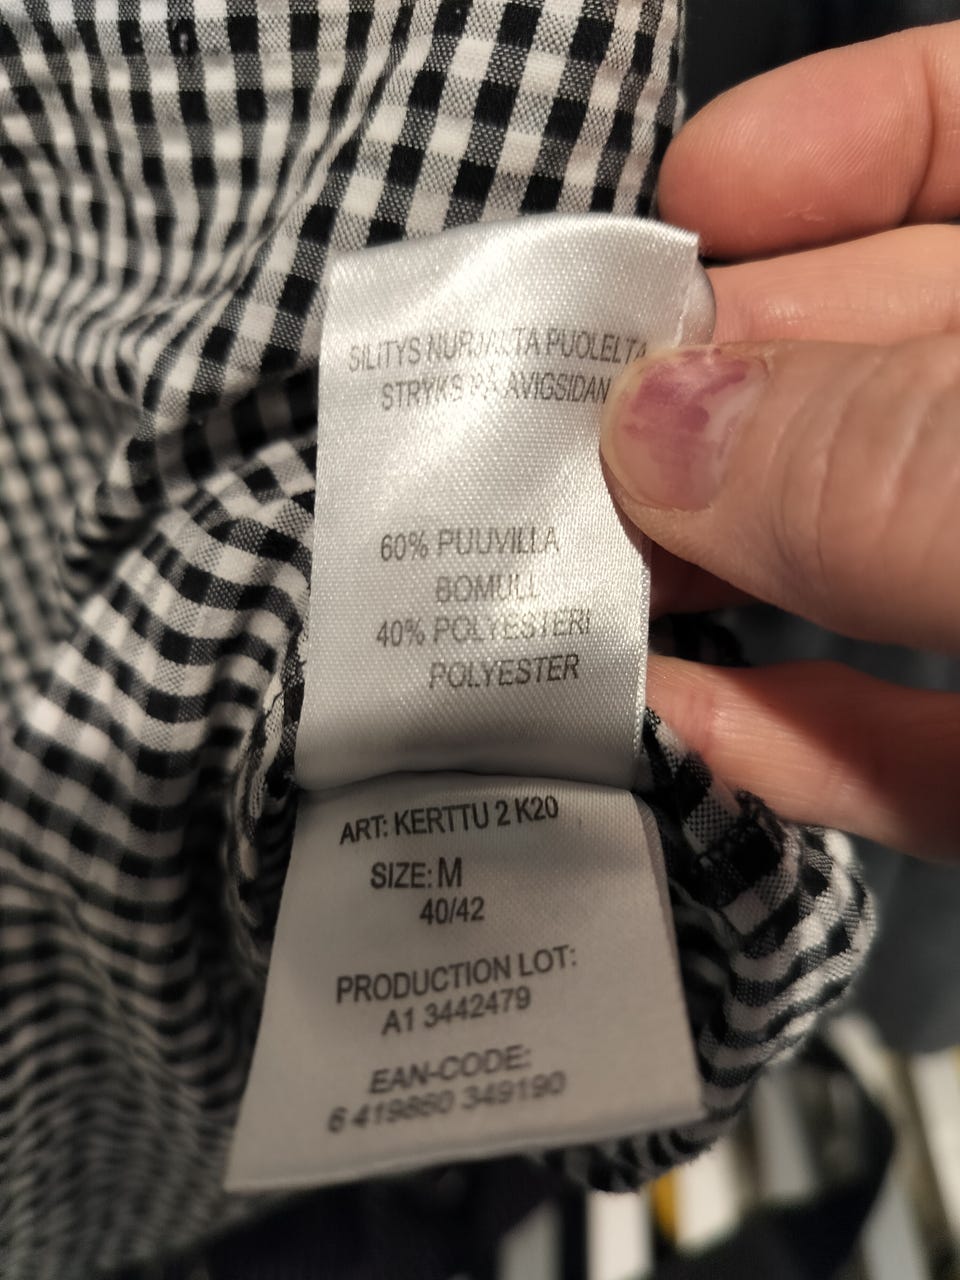 SILITYS NURJALTA PUOLELTA
STRYKS PÅ AVIGSIDAN
60% PUUVILLA
BOMULL
40% POLYESTERI
POLYESTER
ART: KERTTU 2 K20
SIZE: M
40/42
PRODUCTION LOT:
A1 3442479
EAN-CODE:
6 419860 349190